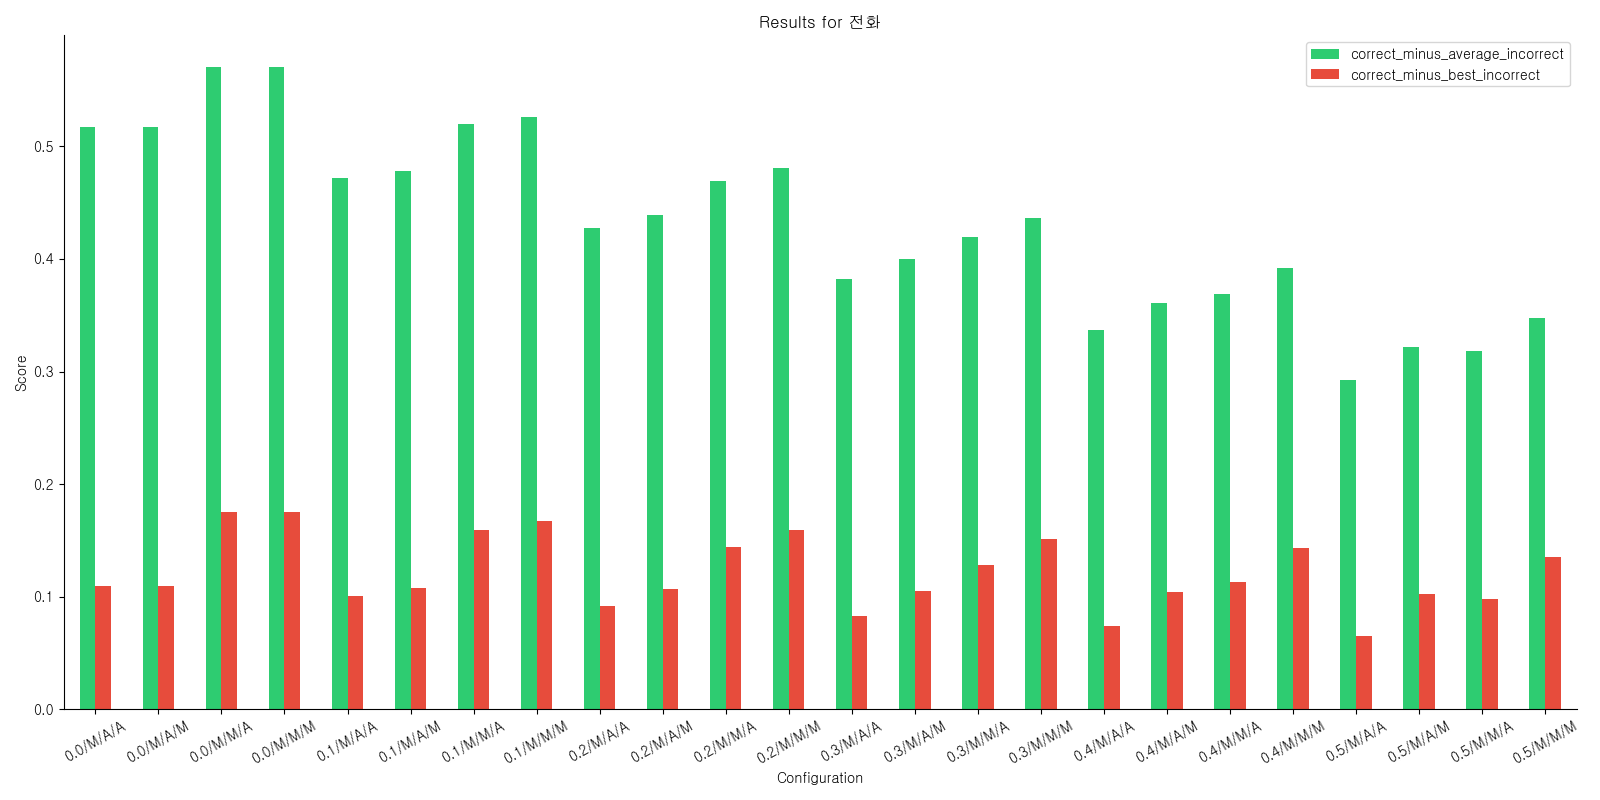 Results for 전화
correct_minus_average_incorrect
correct_minus_best_incorrect
0.5
0.4
0.3
0.2
0.1
0.0
Score
0.0/M/A/A
0.0/M/A/M
0.0/M/M/A
0.0/M/M/M
0.1/M/A/A
0.1/M/A/M
0.1/M/M/A
0.1/M/M/M
0.2/M/A/A
0.2/M/A/M
0.2/M/M/A
0.2/M/M/M
0.3/M/A/A
0.3/M/A/M
0.3/M/M/A
0.3/M/M/M
0.4/M/A/A
0.4/M/A/M
0.4/M/M/A
0.4/M/M/M
0.5/M/A/A
0.5/M/A/M
0.5/M/M/A
0.5/M/M/M
Configuration